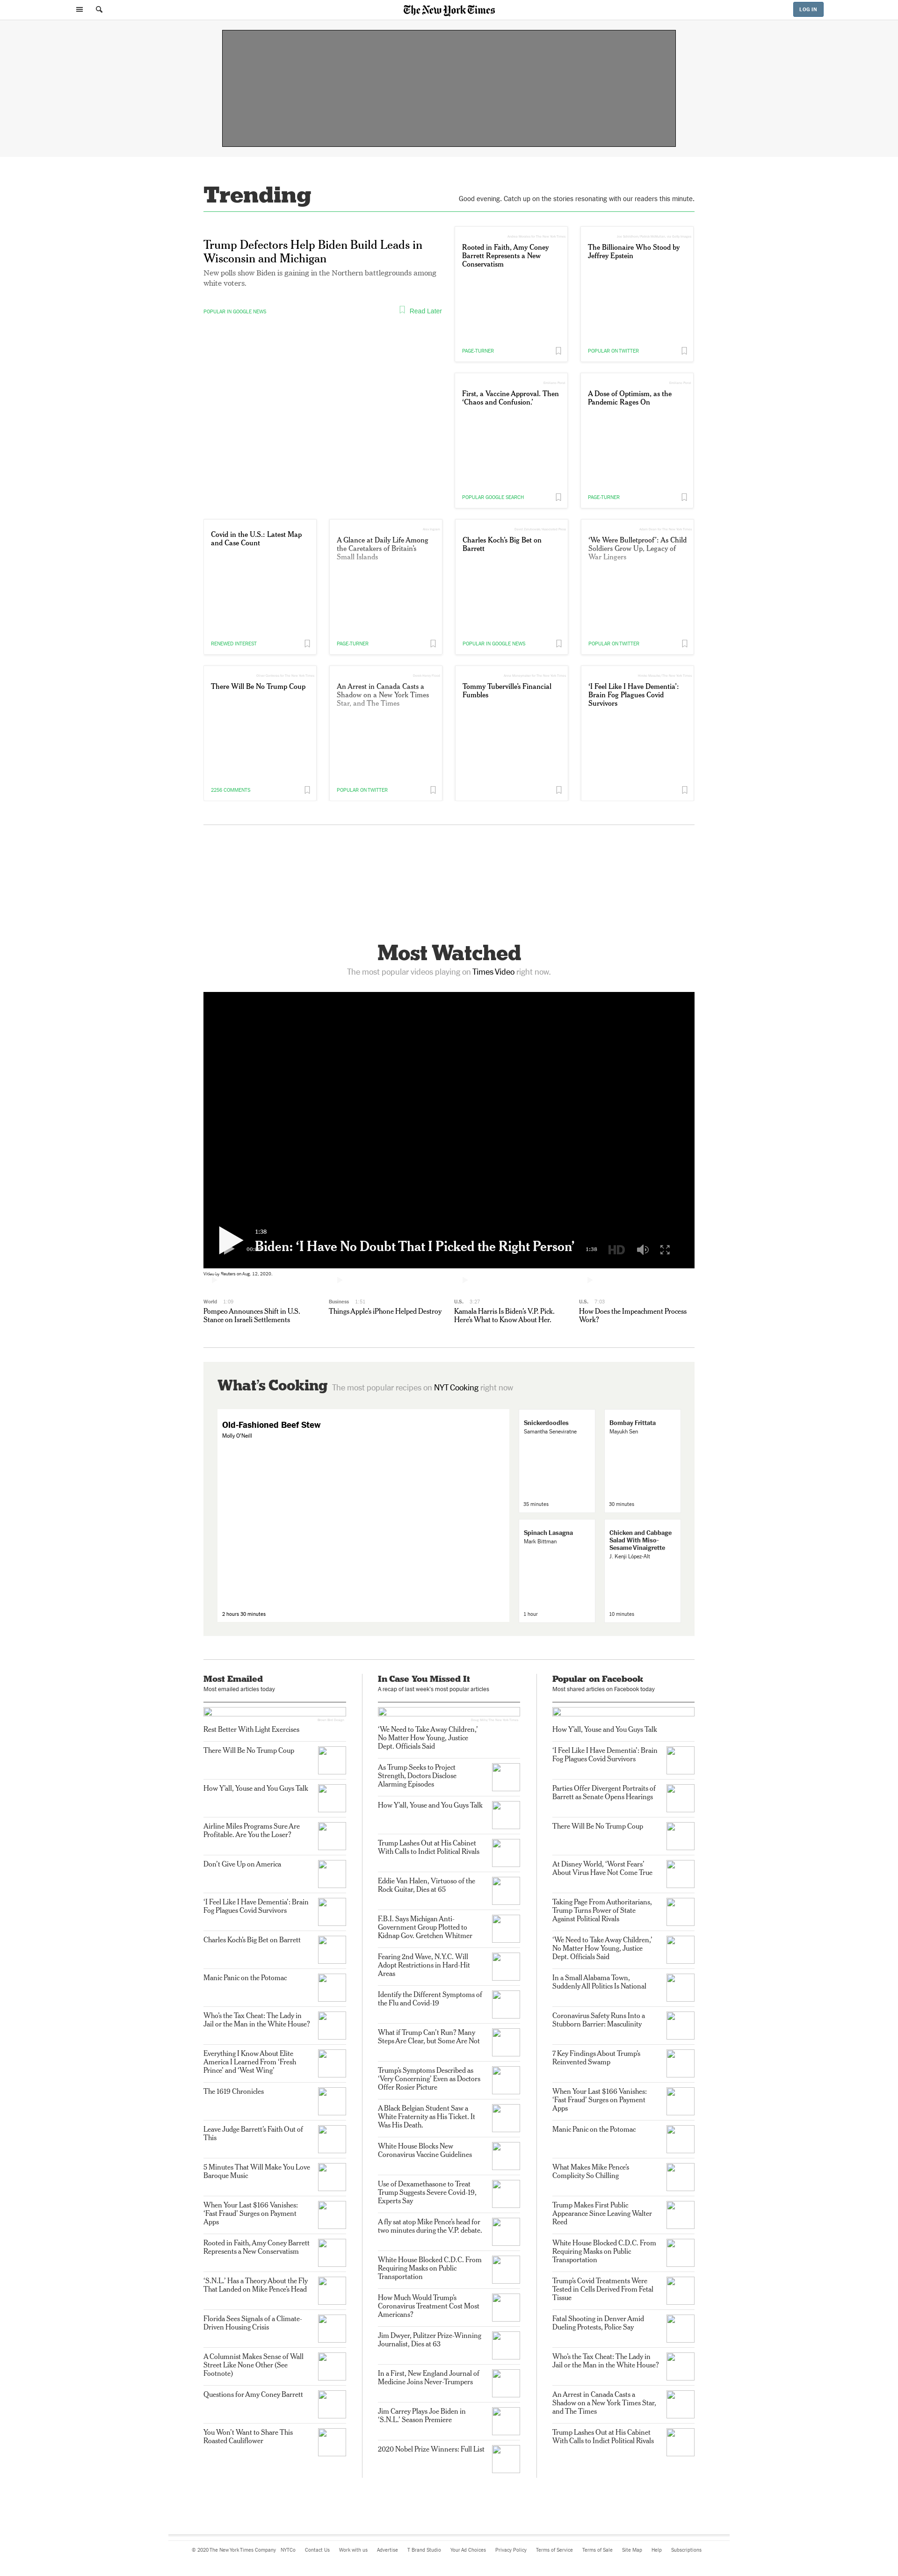 The New York Times
LOG IN
Trending
Good evening. Catch up on the stories resonating with our readers this minute.
Trump Defectors Help Biden Build Leads in
Wisconsin and Michigan
New polls show Biden is gaining in the Northern battlegrounds among
white voters.
POPULAR IN GOOGLE NEWS
Read Later
Rooted in Faith, Amy Coney
Barrett Represents a New
Conservatism
PAGE-TURNER
The Billionaire Who Stood by
Jeffrey Epstein
POPULAR ON TWITTER
First, a Vaccine Approval. Then
‘Chaos and Confusion.’
POPULAR GOOGLE SEARCH
A Dose of Optimism, as the
Pandemic Rages On
PAGE-TURNER
Covid in the U.S.: Latest Map
and Case Count
RENEWED INTEREST
A Glance at Daily Life Among
the Caretakers of Britain’s
Small Islands
PAGE-TURNER
Charles Koch’s Big Bet on
Barrett
POPULAR IN GOOGLE NEWS
‘We Were Bulletproof’: As Child
Soldiers Grow Up, Legacy of
War Lingers
POPULAR ON TWITTER
There Will Be No Trump Coup
2256 COMMENTS
An Arrest in Canada Casts a
Shadow on a New York Times
Star, and The Times
POPULAR ON TWITTER
Tommy Tuberville’s Financial
Fumbles
‘I Feel Like I Have Dementia’:
Brain Fog Plagues Covid
Survivors
Most Watched
The most popular videos playing on Times Video right now.
1:38
Biden: ‘I Have No Doubt That I Picked the Right Person’
1:38
HD
Video by Reuters on Aug. 12, 2020.
World 1:09
Pompeo Announces Shift in U.S.
Stance on Israeli Settlements
Business 1:51
Things Apple’s iPhone Helped Destroy
U.S. 3:27
Kamala Harris Is Biden’s V.P. Pick.
Here’s What to Know About Her.
U.S. 7:03
How Does the Impeachment Process
Work?
What’s Cooking
The most popular recipes on NYT Cooking right now
Old-Fashioned Beef Stew
Molly O’Neill
2 hours 30 minutes
Snickerdoodles
Samantha Seneviratne
35 minutes
Bombay Frittata
Mayukh Sen
30 minutes
Spinach Lasagna
Mark Bittman
1 hour
Chicken and Cabbage
Salad With Miso-
Sesame Vinaigrette
J. Kenji López-Alt
10 minutes
Most Emailed
Most emailed articles today
Rest Better With Light Exercises
There Will Be No Trump Coup
How Y’all, Youse and You Guys Talk
Airline Miles Programs Sure Are
Profitable. Are You the Loser?
Don’t Give Up on America
‘I Feel Like I Have Dementia’: Brain
Fog Plagues Covid Survivors
Charles Koch’s Big Bet on Barrett
Manic Panic on the Potomac
Who’s the Tax Cheat: The Lady in
Jail or the Man in the White House?
Everything I Know About Elite
America I Learned From ‘Fresh
Prince’ and ‘West Wing’
The 1619 Chronicles
Leave Judge Barrett’s Faith Out of
This
5 Minutes That Will Make You Love
Baroque Music
When Your Last $166 Vanishes:
‘Fast Fraud’ Surges on Payment
Apps
Rooted in Faith, Amy Coney Barrett
Represents a New Conservatism
‘S.N.L.’ Has a Theory About the Fly
That Landed on Mike Pence’s Head
Florida Sees Signals of a Climate-
Driven Housing Crisis
A Columnist Makes Sense of Wall
Street Like None Other (See
Footnote)
Questions for Amy Coney Barrett
You Won’t Want to Share This
Roasted Cauliflower
In Case You Missed It
A recap of last week’s most popular articles
‘We Need to Take Away Children,’
No Matter How Young, Justice
Dept. Officials Said
As Trump Seeks to Project
Strength, Doctors Disclose
Alarming Episodes
How Y’all, Youse and You Guys Talk
Trump Lashes Out at His Cabinet
With Calls to Indict Political Rivals
Eddie Van Halen, Virtuoso of the
Rock Guitar, Dies at 65
F.B.I. Says Michigan Anti-
Government Group Plotted to
Kidnap Gov. Gretchen Whitmer
Fearing 2nd Wave, N.Y.C. Will
Adopt Restrictions in Hard-Hit
Areas
Identify the Different Symptoms of
the Flu and Covid-19
What if Trump Can’t Run? Many
Steps Are Clear, but Some Are Not
Trump’s Symptoms Described as
‘Very Concerning’ Even as Doctors
Offer Rosier Picture
A Black Belgian Student Saw a
White Fraternity as His Ticket. It
Was His Death.
White House Blocks New
Coronavirus Vaccine Guidelines
Use of Dexamethasone to Treat
Trump Suggests Severe Covid-19,
Experts Say
A fly sat atop Mike Pence’s head for
two minutes during the V.P. debate.
White House Blocked C.D.C. From
Requiring Masks on Public
Transportation
How Much Would Trump’s
Coronavirus Treatment Cost Most
Americans?
Jim Dwyer, Pulitzer Prize-Winning
Journalist, Dies at 63
In a First, New England Journal of
Medicine Joins Never-Trumpers
Jim Carrey Plays Joe Biden in
‘S.N.L.’ Season Premiere
2020 Nobel Prize Winners: Full List
Popular on Facebook
Most shared articles on Facebook today
How Y’all, Youse and You Guys Talk
‘I Feel Like I Have Dementia’: Brain
Fog Plagues Covid Survivors
Parties Offer Divergent Portraits of
Barrett as Senate Opens Hearings
There Will Be No Trump Coup
At Disney World, ‘Worst Fears’
About Virus Have Not Come True
Taking Page From Authoritarians,
Trump Turns Power of State
Against Political Rivals
‘We Need to Take Away Children,’
No Matter How Young, Justice
Dept. Officials Said
In a Small Alabama Town,
Suddenly All Politics Is National
Coronavirus Safety Runs Into a
Stubborn Barrier: Masculinity
7 Key Findings About Trump’s
Reinvented Swamp
When Your Last $166 Vanishes:
‘Fast Fraud’ Surges on Payment
Apps
Manic Panic on the Potomac
What Makes Mike Pence’s
Complicity So Chilling
Trump Makes First Public
Appearance Since Leaving Walter
Reed
White House Blocked C.D.C. From
Requiring Masks on Public
Transportation
Trump’s Covid Treatments Were
Tested in Cells Derived From Fetal
Tissue
Fatal Shooting in Denver Amid
Dueling Protests, Police Say
Who’s the Tax Cheat: The Lady in
Jail or the Man in the White House?
An Arrest in Canada Casts a
Shadow on a New York Times Star,
and The Times
Trump Lashes Out at His Cabinet
With Calls to Indict Political Rivals
© 2020 The New York Times Company NYTCo Contact Us Work with us Advertise T Brand Studio Your Ad Choices Privacy Policy Terms of Service Terms of Sale Site Map Help Subscriptions